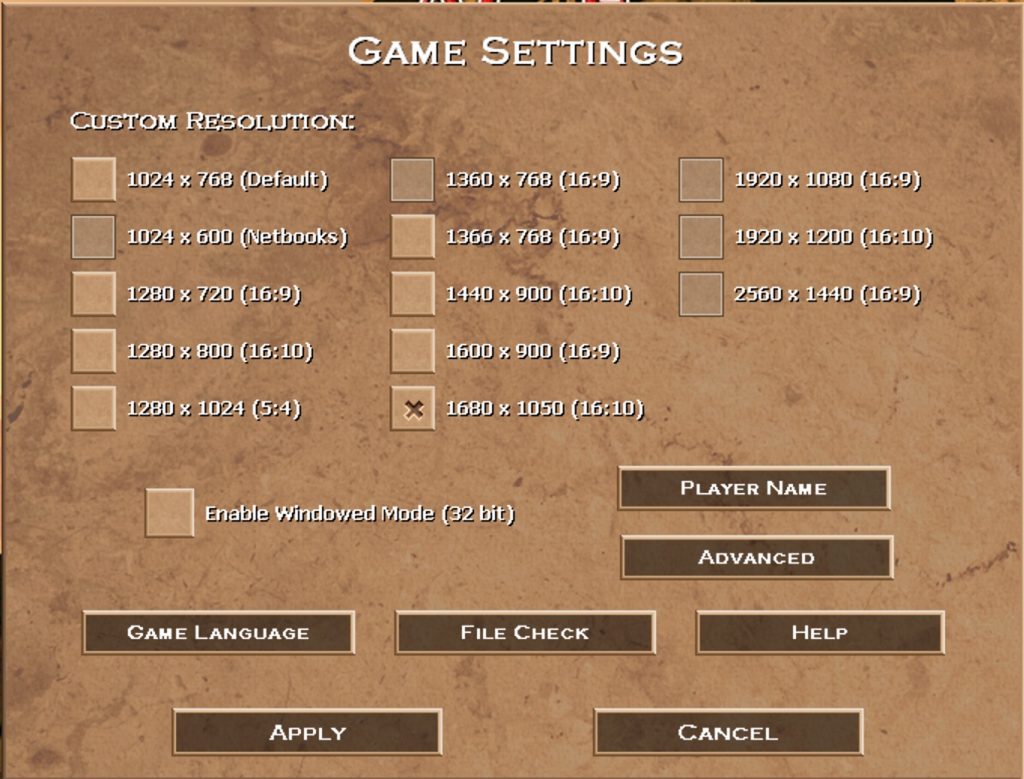 Game Settings
Custom Resolution:
1024 x 768 (Default)
1024 x 600 (Netbooks)
1280 x 720 (16:9)
1280 x 800 (16:10)
1280 x 1024 (5:4)
1360 x 768 (16:9)
1366 x 768 (16:9)
1440 x 900 (16:10)
1600 x 900 (16:9)
1680 x 1050 (16:10)
1920 x 1080 (16:9)
1920 x 1200 (16:10)
2560 x 1440 (16:9)
Enable Windowed Mode (32 bit)
Player Name
Advanced
Game Language
File Check
Help
Apply
Cancel